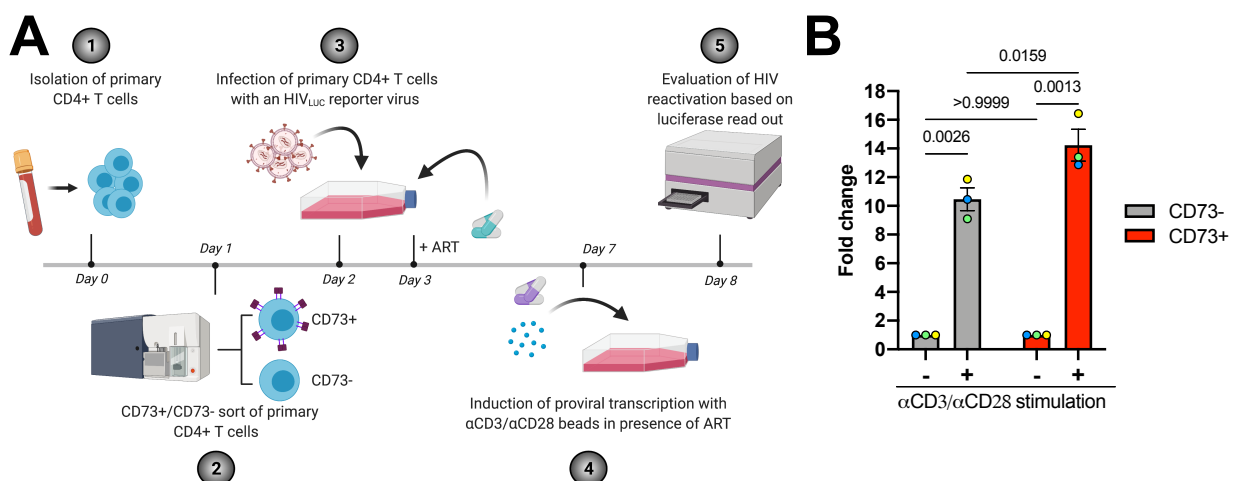 A
1
Isolation of primary
CD4+ T cells
3
Infection of primary CD4+ T cells
with an HIVLUC reporter virus
5
Evaluation of HIV
reactivation based on
luciferase read out
+ ART
Day 0
Day 1
Day 2
Day 3
Day 7
Day 8
CD73+
CD73-
CD73+/CD73- sort of primary
CD4+ T cells
2
Induction of proviral transcription with
αCD3/αCD28 beads in presence of ART
4
B
0.0159
0.0013
>0.9999
0.0026
Fold change
18
16
14
12
10
8
6
4
2
0
- + - +
αCD3/αCD28 stimulation
CD73-
CD73+